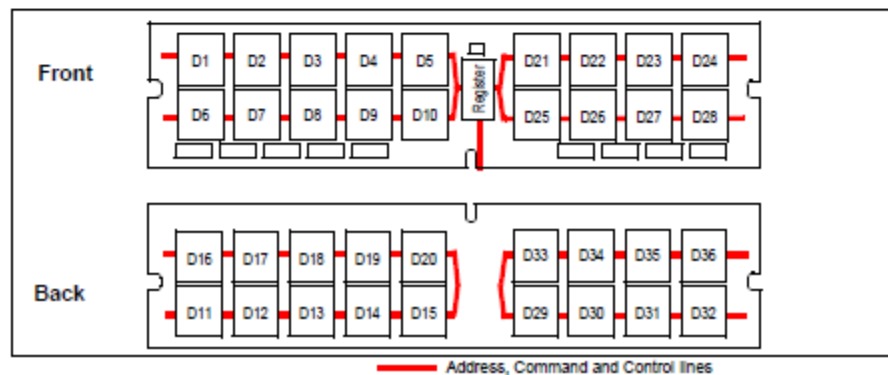 D1 D2 D3 D4 D5 D21 D22 D23 D24
Front
Register
D6 D7 D8 D9 D10 D25 D26 D27 D28
D16 D17 D18 D19 D20 D33 D34 D35 D36
Back
D11 D12 D13 D14 D15 D29 D30 D31 D32
Address, Command and Control lines